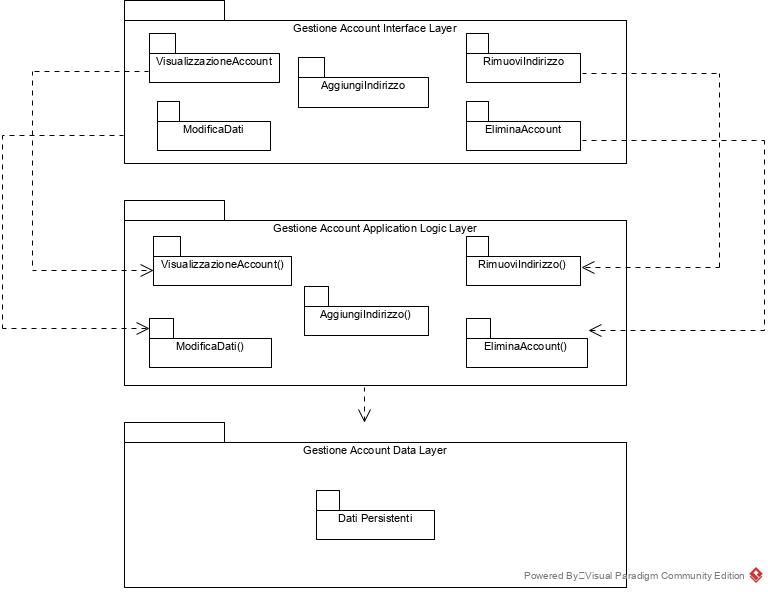 Gestione Account Interface Layer
VisualizzazioneAccount
RimuoviIndirizzo
AggiungiIndirizzo
ModificaDati
EliminaAccount
Gestione Account Application Logic Layer
VisualizzazioneAccount()
RimuoviIndirizzo()
AggiungiIndirizzo()
ModificaDati()
EliminaAccount()
Gestione Account Data Layer
Dati Persistenti
Powered By Visual Paradigm Community Edition